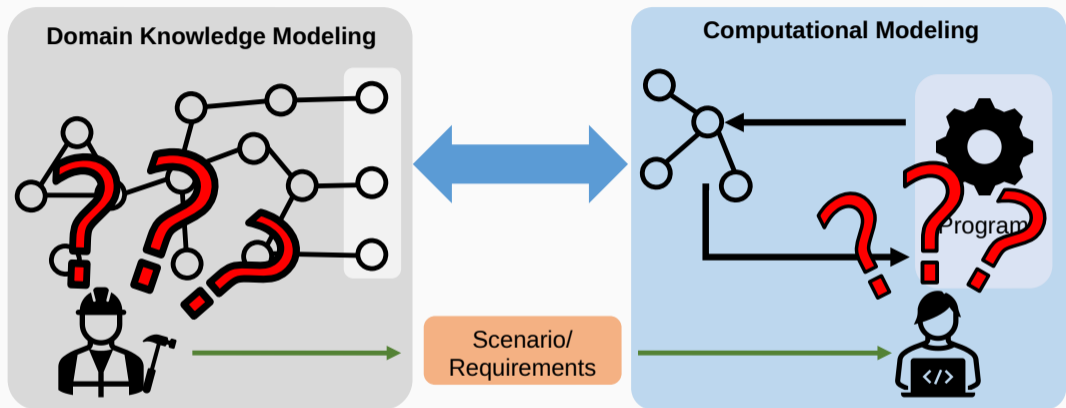 Domain Knowledge Modeling
Computational Modeling
Program
Scenario/
Requirements
</>